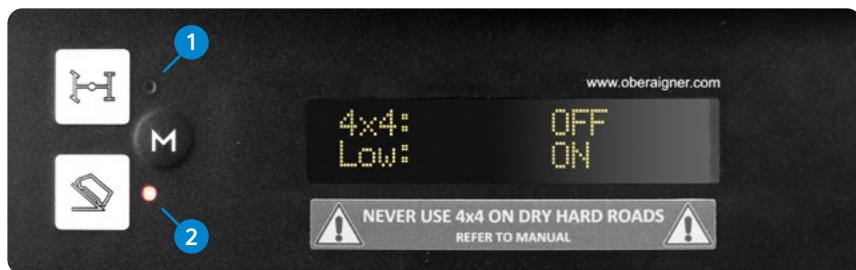 1
www.oberaigner.com
4x4: OFF
M
Low: ON
NEVER USE 4x4 ON DRY HARD ROADS
REFER TO MANUAL
2